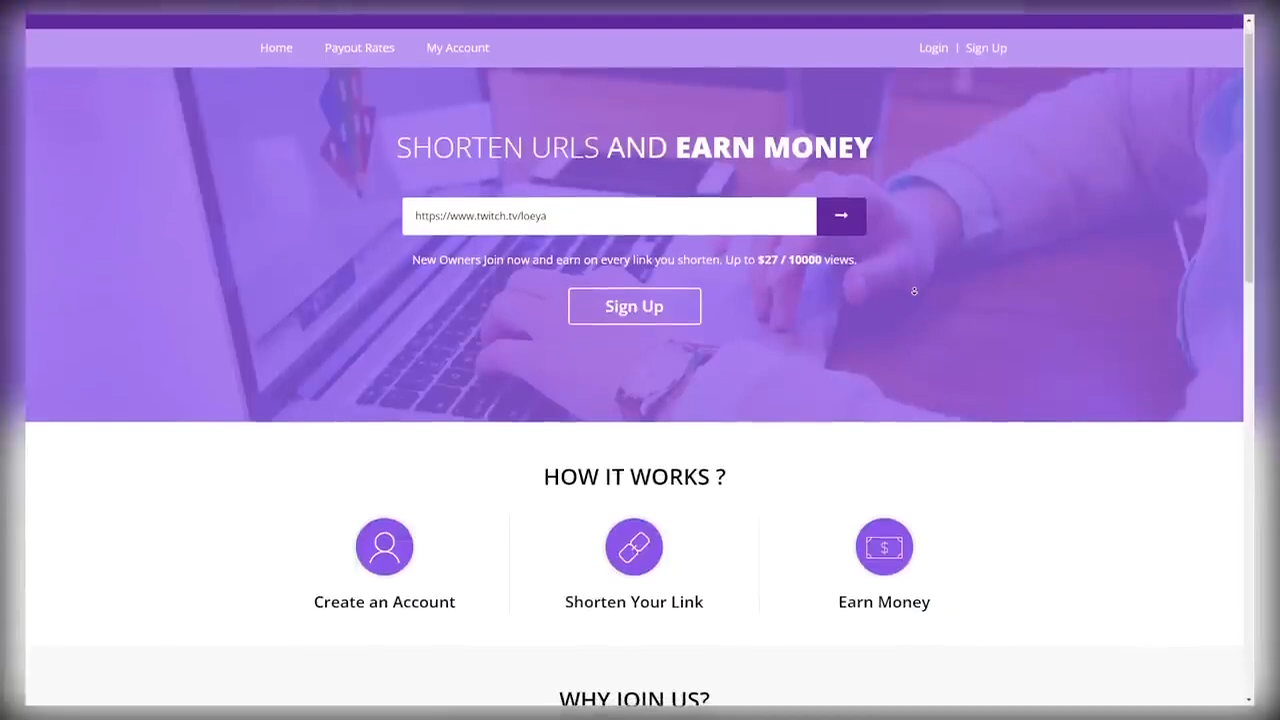 Home Payout Rates My Account Login | Sign Up
SHORTEN URLS AND EARN MONEY
https://www.twitch.tv/loeya
New Owners Join now and earn on every link you shorten. Up to $27 / 10000 views.
Sign Up
HOW IT WORKS ?
Create an Account Shorten Your Link Earn Money
WHY JOIN US?